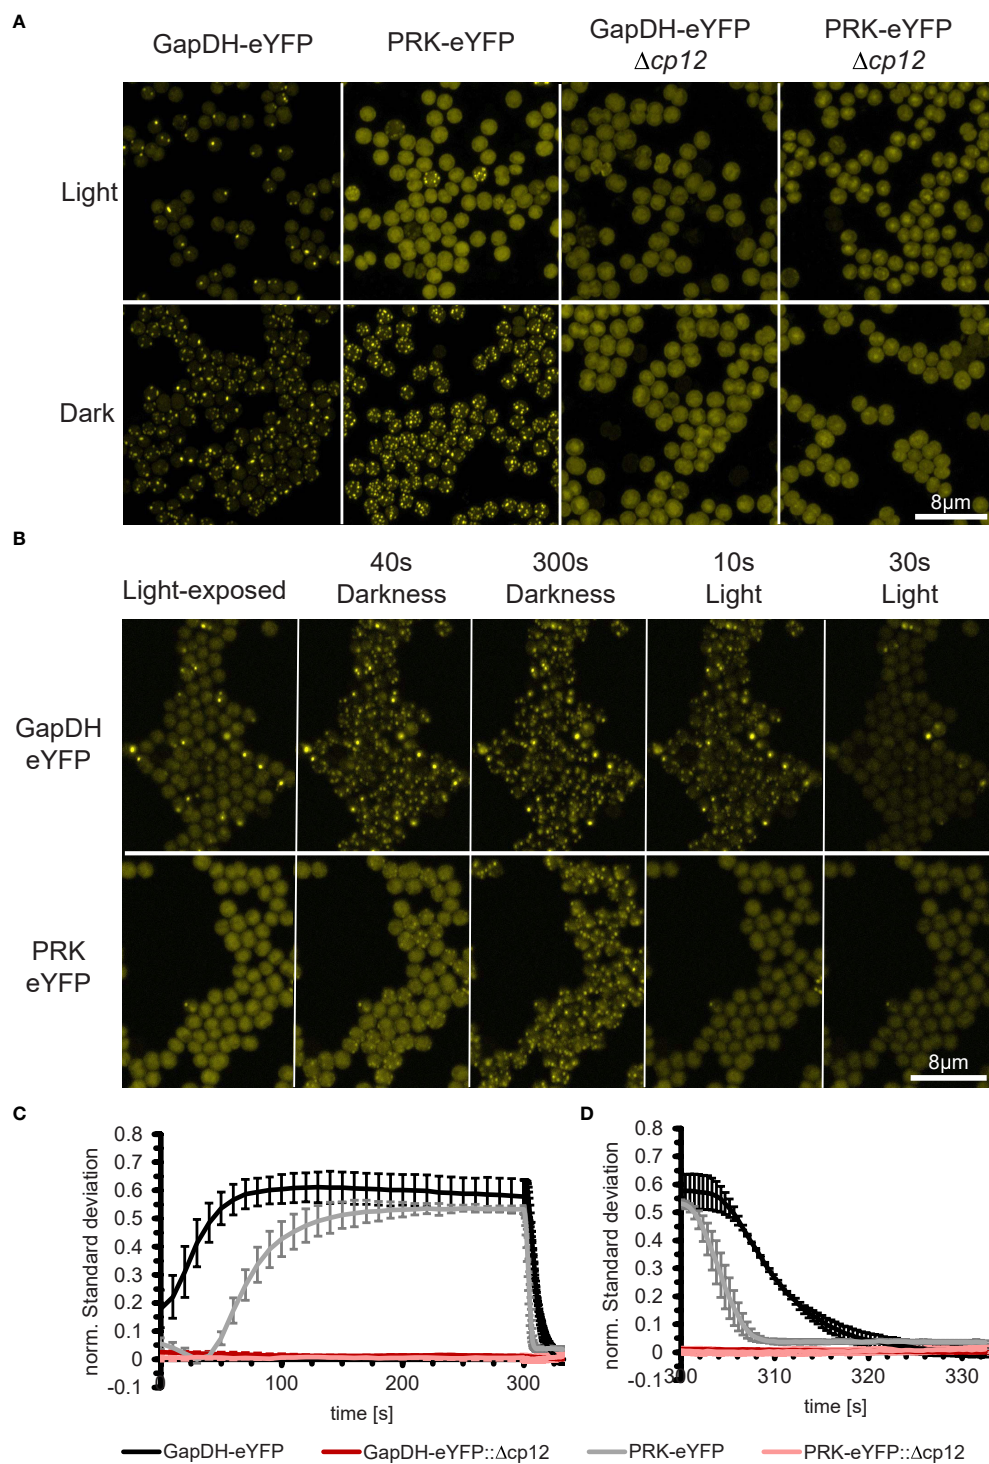 A
GapDH-eYFP
PRK-eYFP
GapDH-eYFP
Δcp12
PRK-eYFP
Δcp12
Light
Dark
8µm
B
Light-exposed
40s
Darkness
300s
Darkness
10s
Light
30s
Light
GapDH
eYFP
PRK
eYFP
8µm
C
norm. Standard deviation
0.8
0.7
0.6
0.5
0.4
0.3
0.2
0.1
0
-0.1
0
100
200
300
time [s]
D
norm. Standard deviation
0.8
0.7
0.6
0.5
0.4
0.3
0.2
0.1
0
-0.1
300
310
320
330
time [s]
GapDH-eYFP
GapDH-eYFP::Δcp12
PRK-eYFP
PRK-eYFP::Δcp12